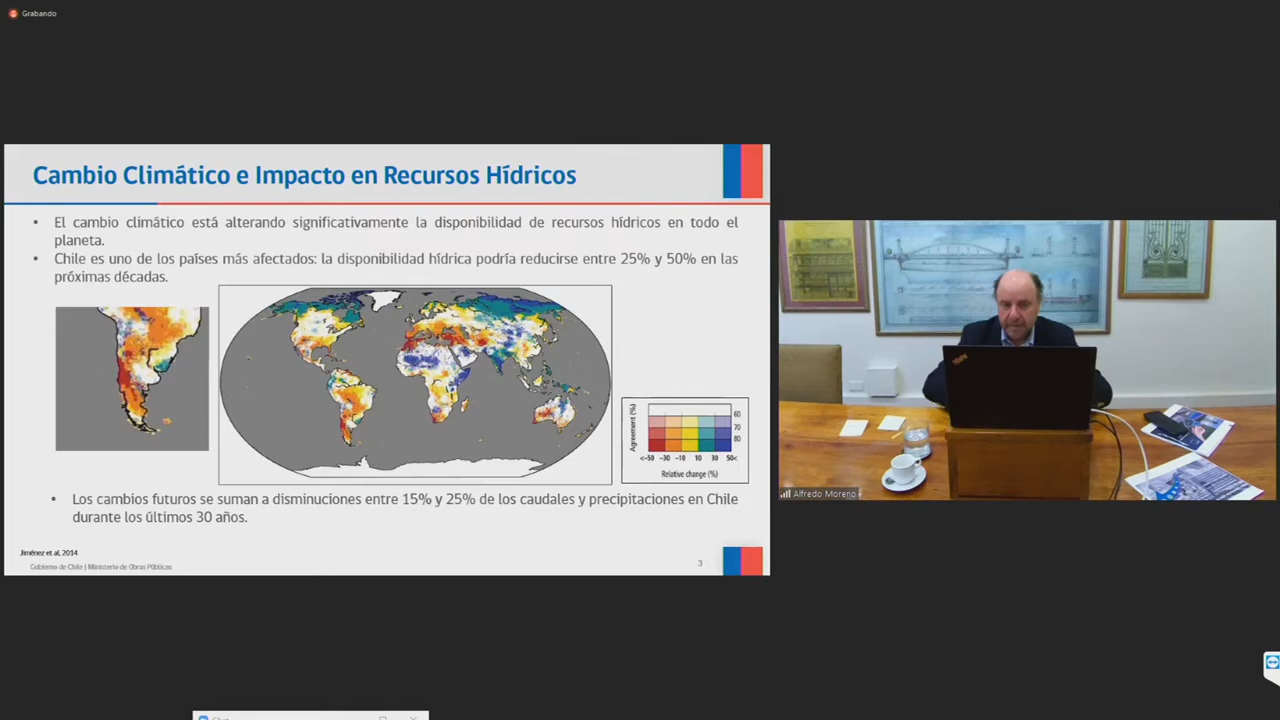 Grabando
Cambio Climático e Impacto en Recursos Hídricos
• El cambio climático está alterando significativamente la disponibilidad de recursos hídricos en todo el
planeta.
• Chile es uno de los países más afectados: la disponibilidad hídrica podría reducirse entre 25% y 50% en las
próximas décadas.
Agreement (%)
60
70
80
<-50 -30 -10 10 30 50<
Relative change (%)
• Los cambios futuros se suman a disminuciones entre 15% y 25% de los caudales y precipitaciones en Chile
durante los últimos 30 años.
Jiménez et al, 2014
Gobierno de Chile | Ministerio de Obras Públicas
3
ThinkPad
Alfredo Moreno